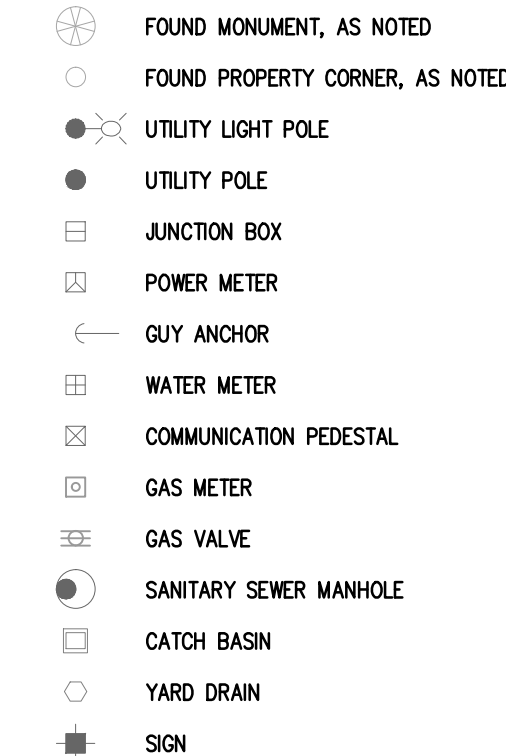 FOUND MONUMENT, AS NOTED
FOUND PROPERTY CORNER, AS NOTED
UTILITY LIGHT POLE
UTILITY POLE
JUNCTION BOX
POWER METER
GUY ANCHOR
WATER METER
COMMUNICATION PEDESTAL
GAS METER
GAS VALVE
SANITARY SEWER MANHOLE
CATCH BASIN
YARD DRAIN
SIGN